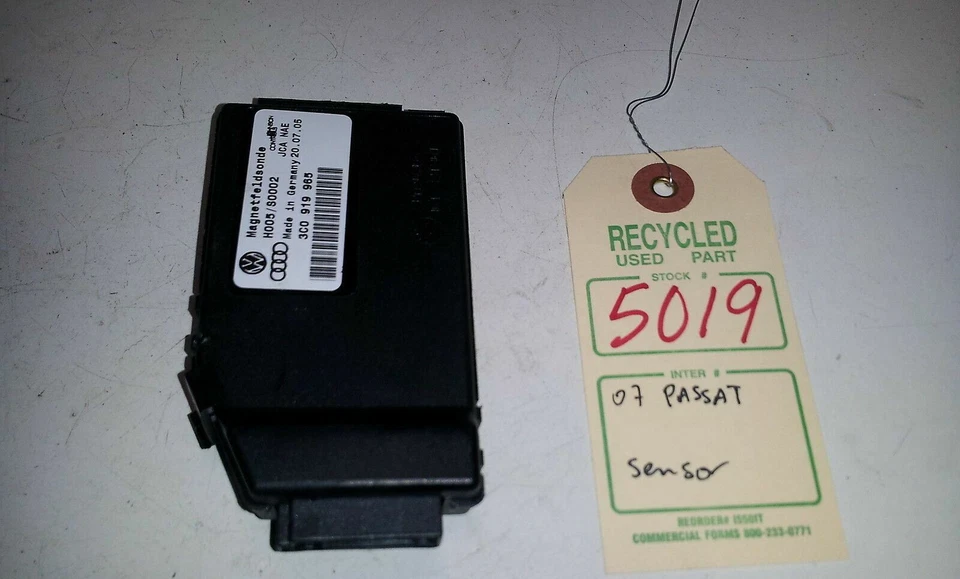 Magnetfeldsonde
H005/S0002 JCA NAE
Made in Germany 20.07.05
3C0 919 965
RECYCLED
USED PART
STOCK #
5019
INTER #
07 PASSAT
Sensor
REORDER# IS50IT
COMMERCIAL FORMS 800-233-0771